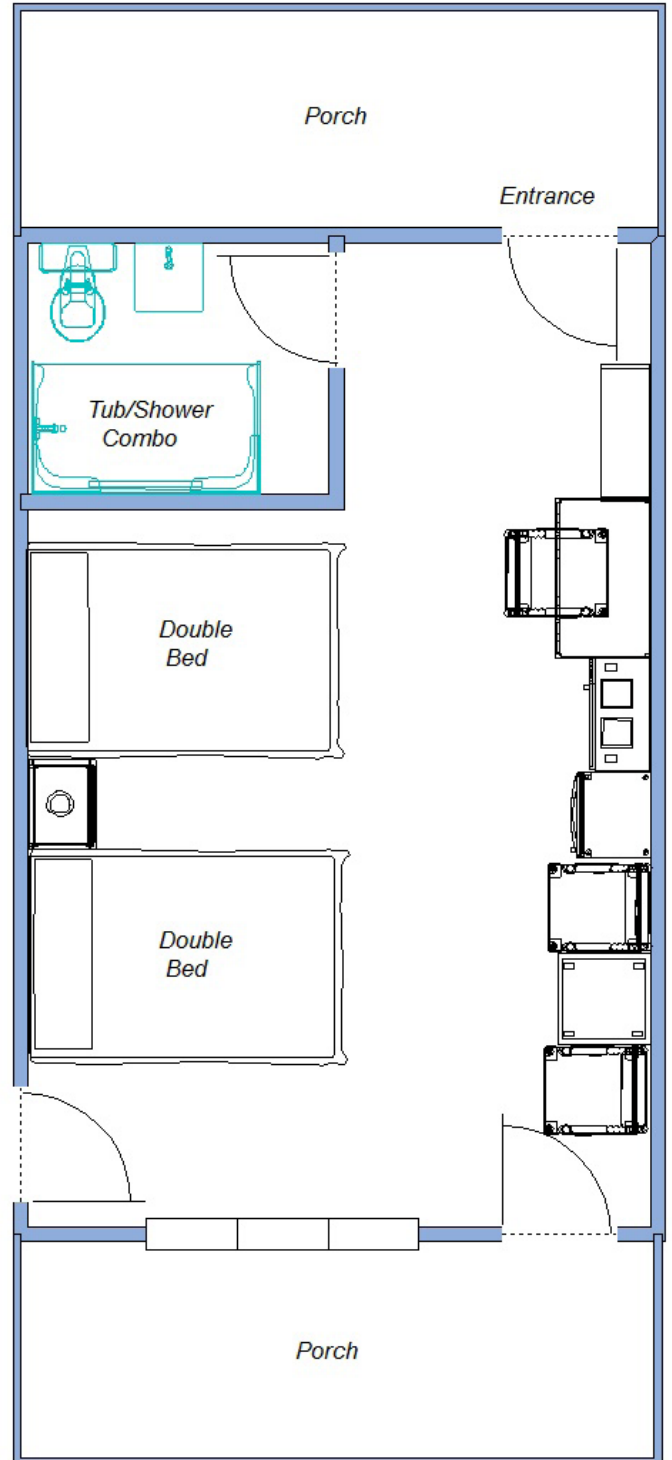 Porch
Entrance
Tub/Shower
Combo
Double
Bed
Double
Bed
Porch